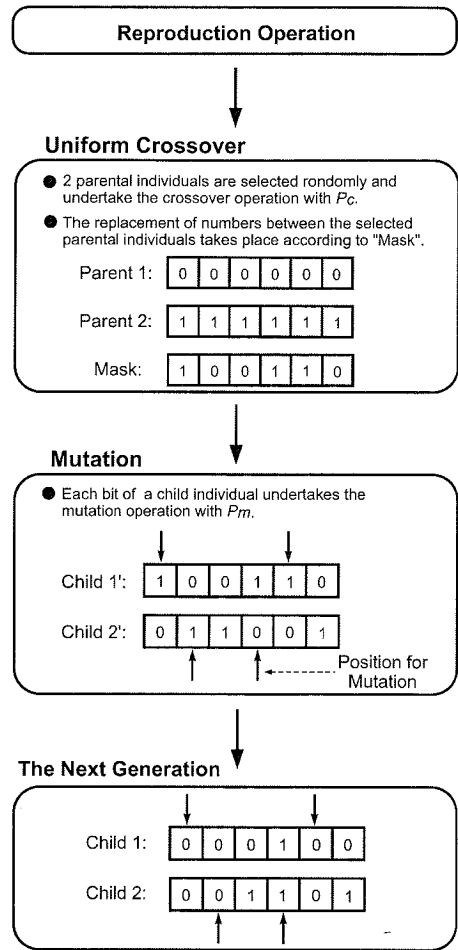 Reproduction Operation
Uniform Crossover
● 2 parental individuals are selected rondomly and
undertake the crossover operation with Pc.
● The replacement of numbers between the selected
parental individuals takes place according to "Mask".
Parent 1: 0 0 0 0 0 0
Parent 2: 1 1 1 1 1 1
Mask: 1 0 0 1 1 0
Mutation
● Each bit of a child individual undertakes the
mutation operation with Pm.
Child 1': 1 0 0 1 1 0
Child 2': 0 1 1 0 0 1
Position for
Mutation
The Next Generation
Child 1: 0 0 0 1 0 0
Child 2: 0 0 1 1 0 1